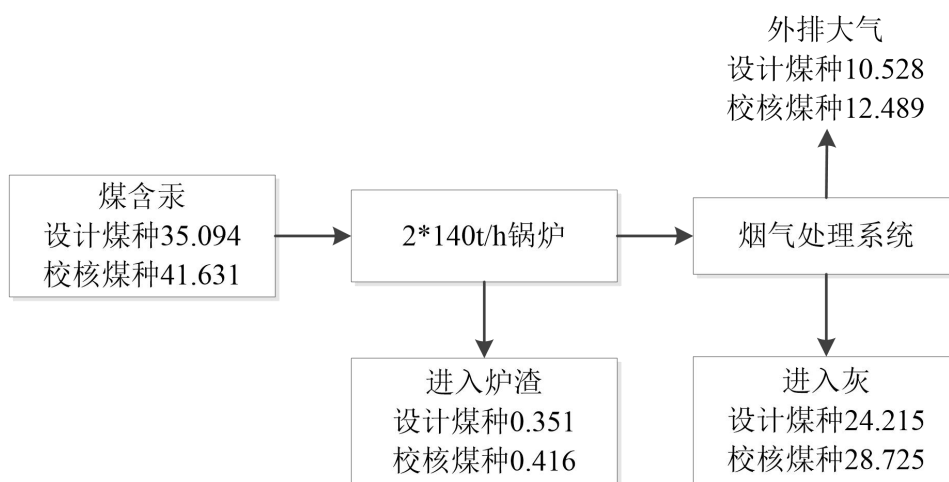 外排大气
设计煤种10.528
校核煤种12.489
煤含汞
设计煤种35.094
校核煤种41.631
2*140t/h锅炉
烟气处理系统
进入炉渣
设计煤种0.351
校核煤种0.416
进入灰
设计煤种24.215
校核煤种28.725